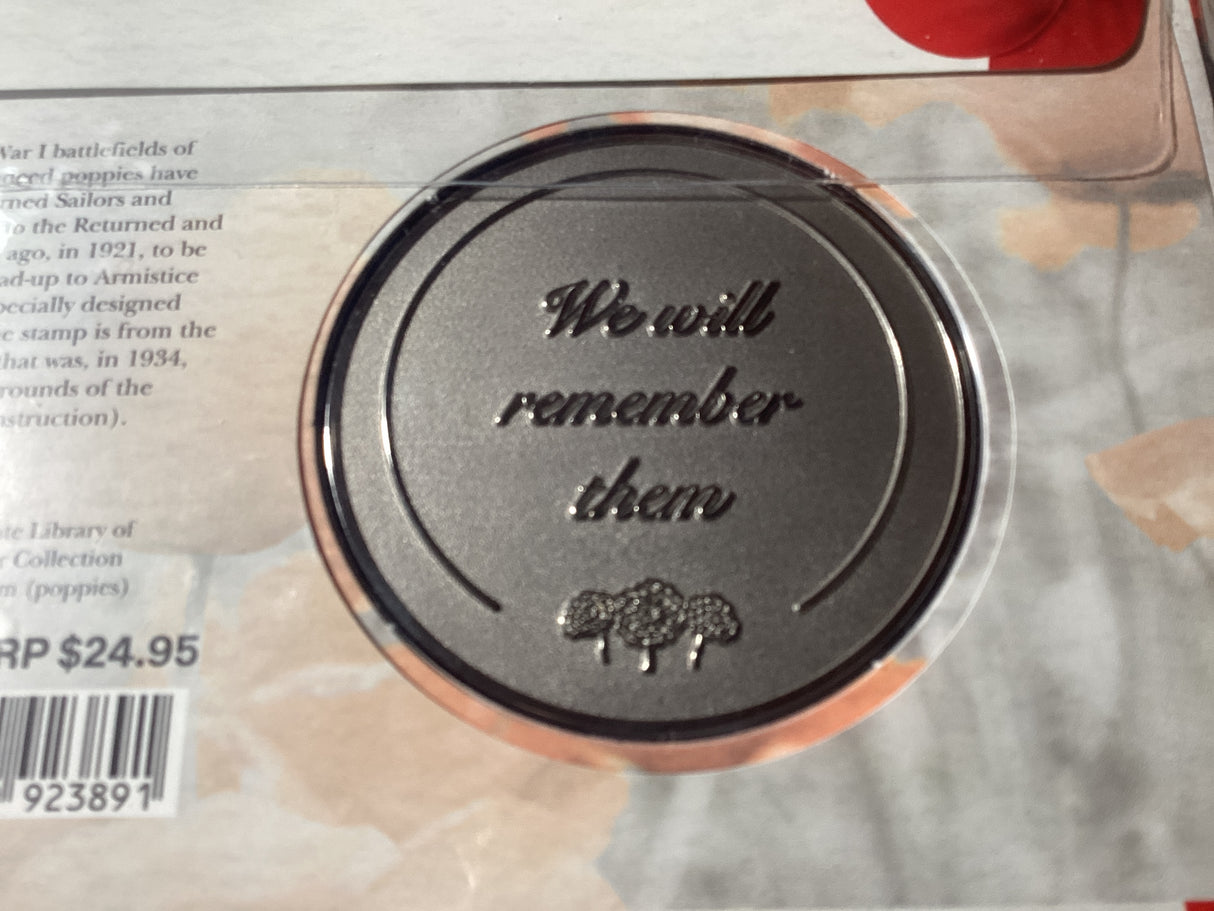 War I battlefields of
poppies have
Sailors and
to the Returned and
ago, in 1921, to be
ad-up to Armistice
pecially designed
e stamp is from the
that was, in 1934,
rounds of the
nstruction).
te Library of
r Collection
m (poppies)
RP $24.95
923891
We will
remember
them